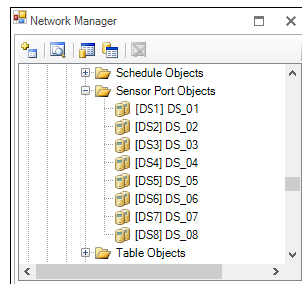 Network Manager
Schedule Objects
Sensor Port Objects
[DS1] DS_01
[DS2] DS_02
[DS3] DS_03
[DS4] DS_04
[DS5] DS_05
[DS6] DS_06
[DS7] DS_07
[DS8] DS_08
Table Objects